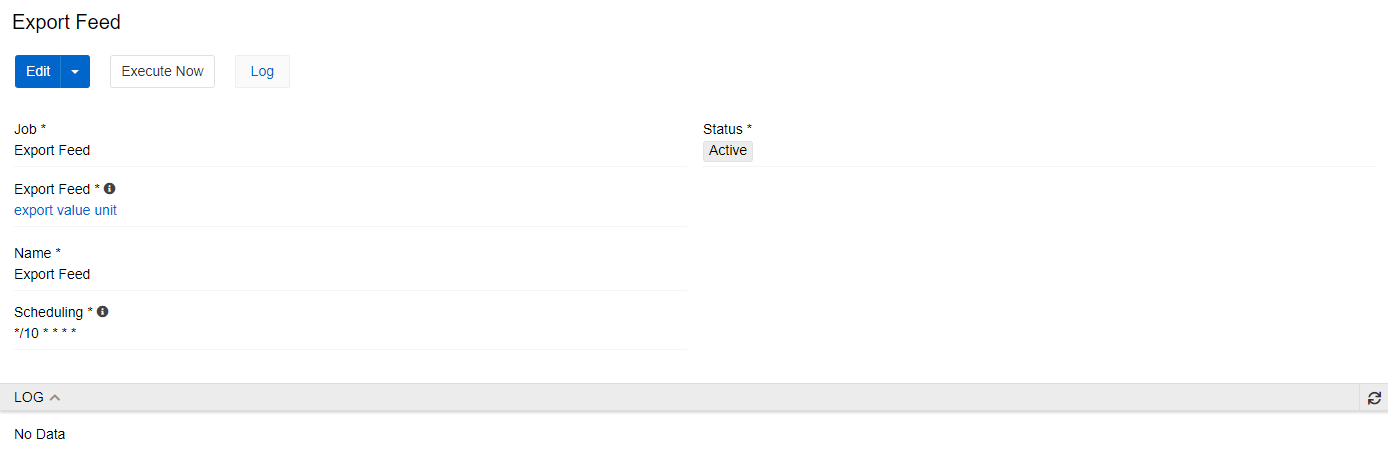 Export Feed
Edit
Execute Now
Log
Job *
Export Feed
Status *
Active
Export Feed *
export value unit
Name *
Export Feed
Scheduling *
*/10 * * * *
LOG
No Data